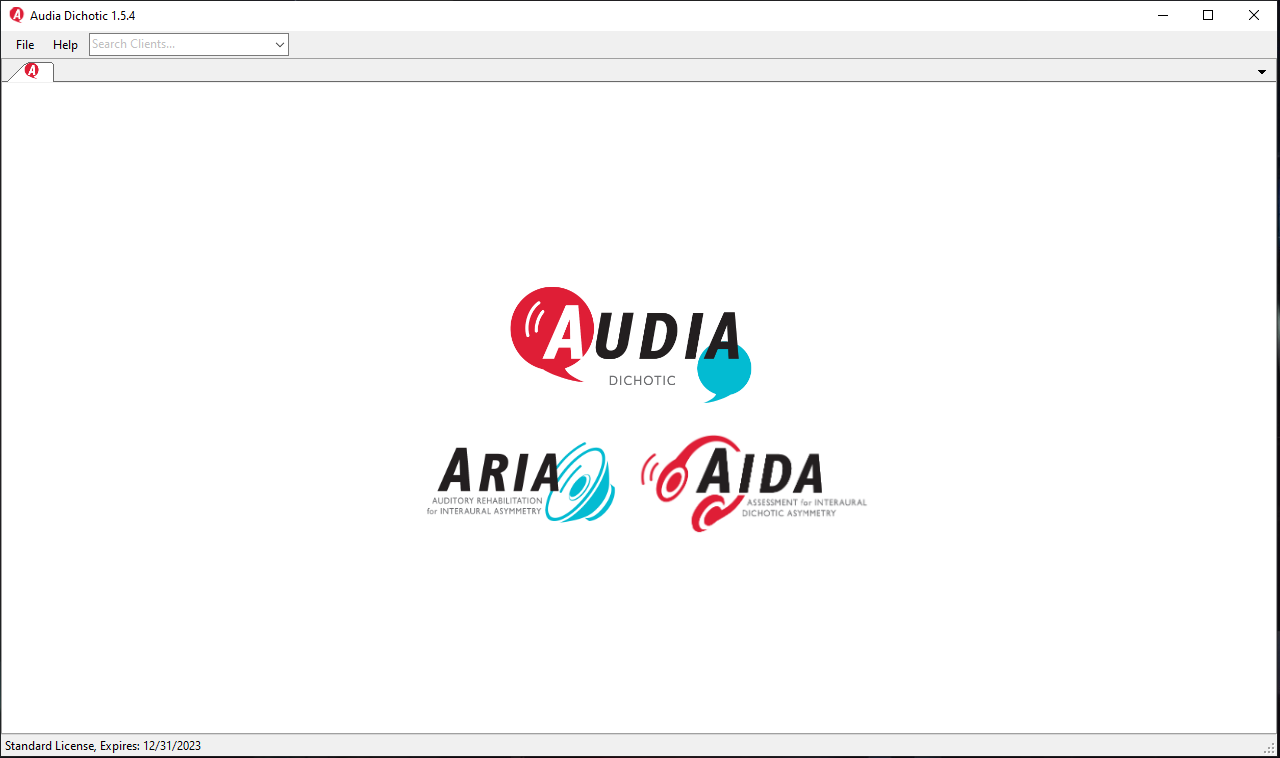 Audia Dichotic 1.5.4
File Help Search Clients...
AUDIA
DICHOTIC
ARIA
AUDITORY REHABILITATION
for INTERAURAL ASYMMETRY
AIDA
ASSESSMENT for INTERAURAL
DICHOTIC ASYMMETRY
Standard License, Expires: 12/31/2023